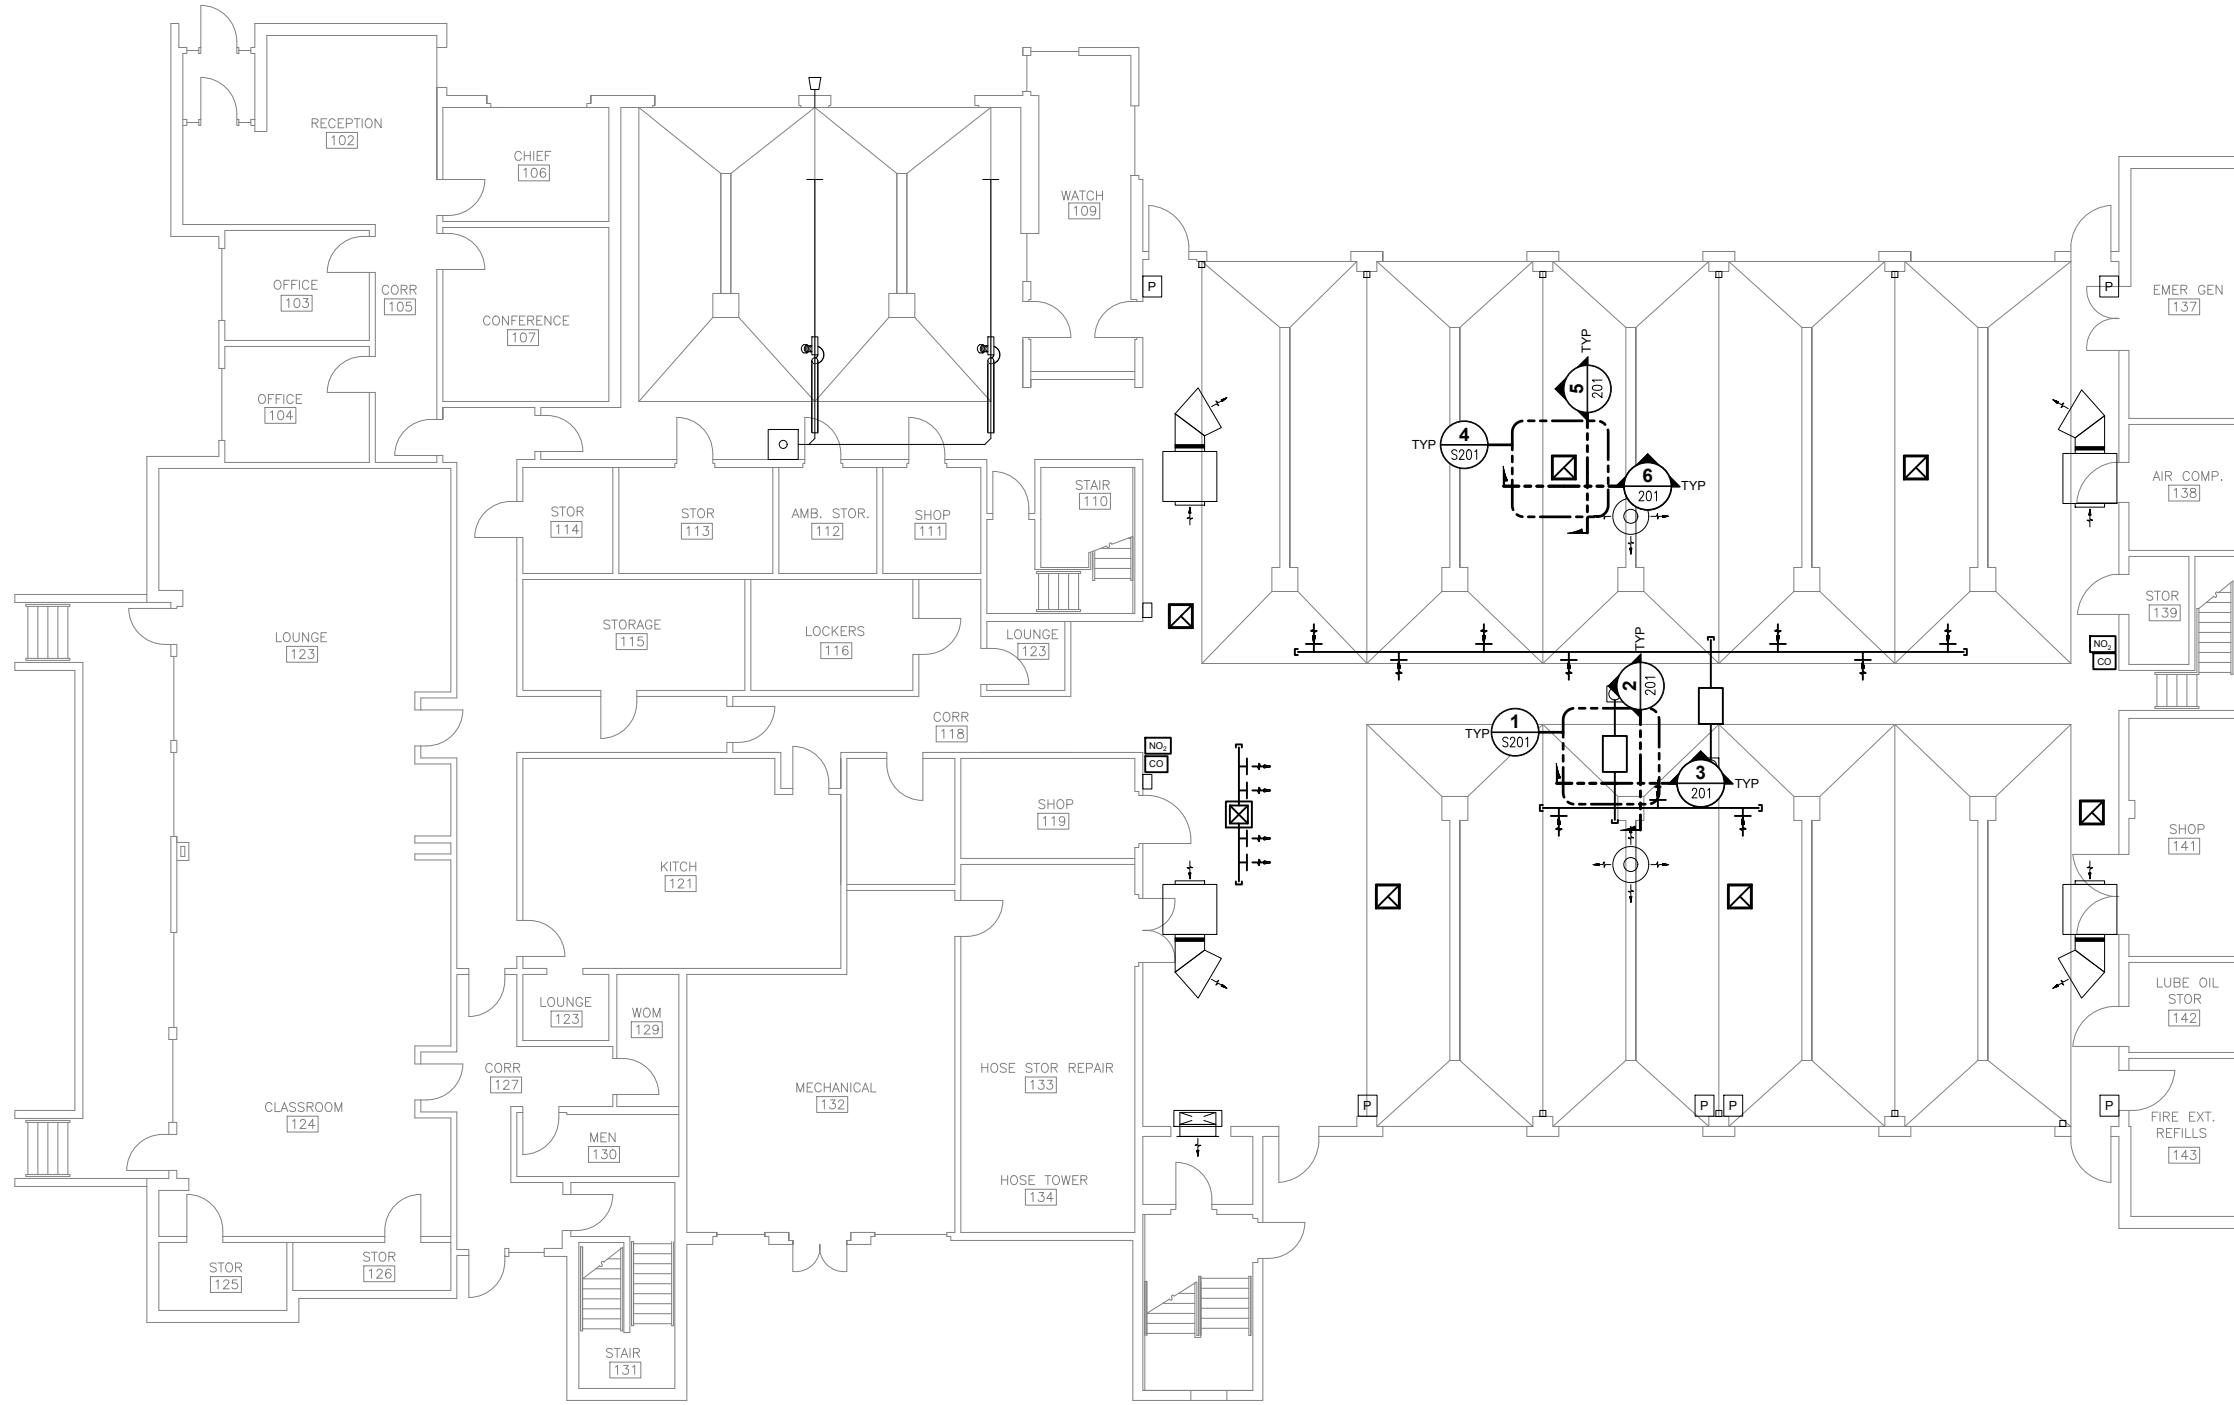 RECEPTION
102
CHIEF
106
WATCH
109
OFFICE
103
CORR
105
CONFERENCE
107
P
P
EMER GEN
137
OFFICE
104
TYP
5
201
TYP
4
S201
6
201
TYP
AIR COMP.
138
STOR
114
STOR
113
AMB. STOR.
112
SHOP
111
STAIR
110
STOR
139
LOUNGE
123
STORAGE
115
LOCKERS
116
LOUNGE
123
NO2
CO
TYP
2
201
TYP
1
S201
3
201
TYP
CORR
118
NO2
CO
SHOP
119
SHOP
141
KITCH
121
LOUNGE
123
WOM
129
LUBE OIL
STOR
142
CORR
127
MECHANICAL
132
HOSE STOR REPAIR
133
CLASSROOM
124
P
P
P
P
FIRE EXT.
REFILLS
143
MEN
130
HOSE TOWER
134
STOR
125
STOR
126
STAIR
131